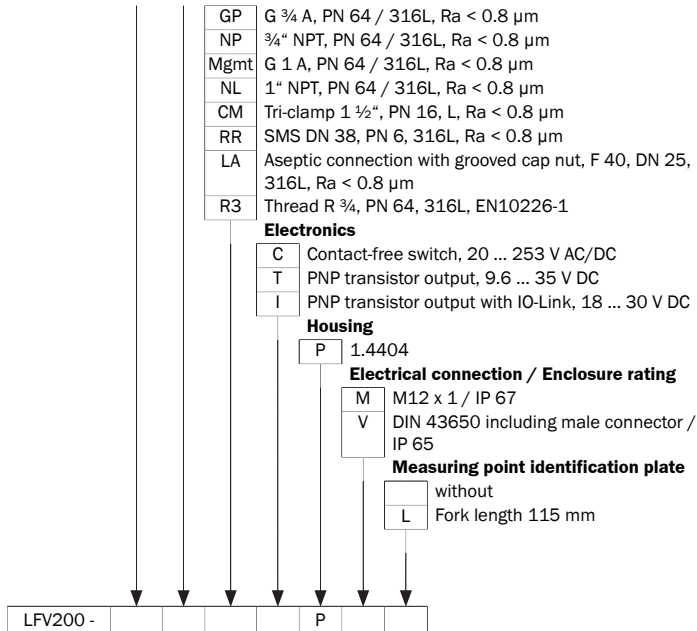 GP G ¾ A, PN 64 / 316L, Ra < 0.8 µm
NP ¾“ NPT, PN 64 / 316L, Ra < 0.8 µm
Mgmt G 1 A, PN 64 / 316L, Ra < 0.8 µm
NL 1“ NPT, PN 64 / 316L, Ra < 0.8 µm
CM Tri-clamp 1 ½“, PN 16, L, Ra < 0.8 µm
RR SMS DN 38, PN 6, 316L, Ra < 0.8 µm
LA Aseptic connection with grooved cap nut, F 40, DN 25,
316L, Ra < 0.8 µm
R3 Thread R ¾, PN 64, 316L, EN10226-1
Electronics
C Contact-free switch, 20 ... 253 V AC/DC
T PNP transistor output, 9.6 ... 35 V DC
I PNP transistor output with IO-Link, 18 ... 30 V DC
Housing
P 1.4404
Electrical connection / Enclosure rating
M M12 x 1 / IP 67
V DIN 43650 including male connector /
IP 65
Measuring point identification plate
without
L Fork length 115 mm
LFV200 - P